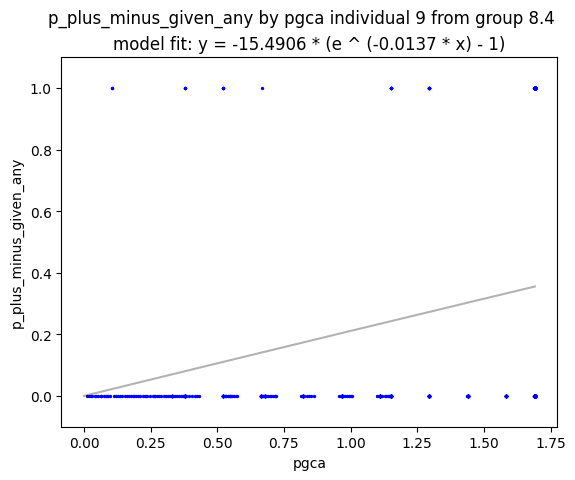 p_plus_minus_given_any by pgca individual 9 from group 8.4
model fit: y = -15.4906 * (e ^ (-0.0137 * x) - 1)
1.0
0.8
0.6
0.4
0.2
0.0
p_plus_minus_given_any
0.00 0.25 0.50 0.75 1.00 1.25 1.50 1.75
pgca